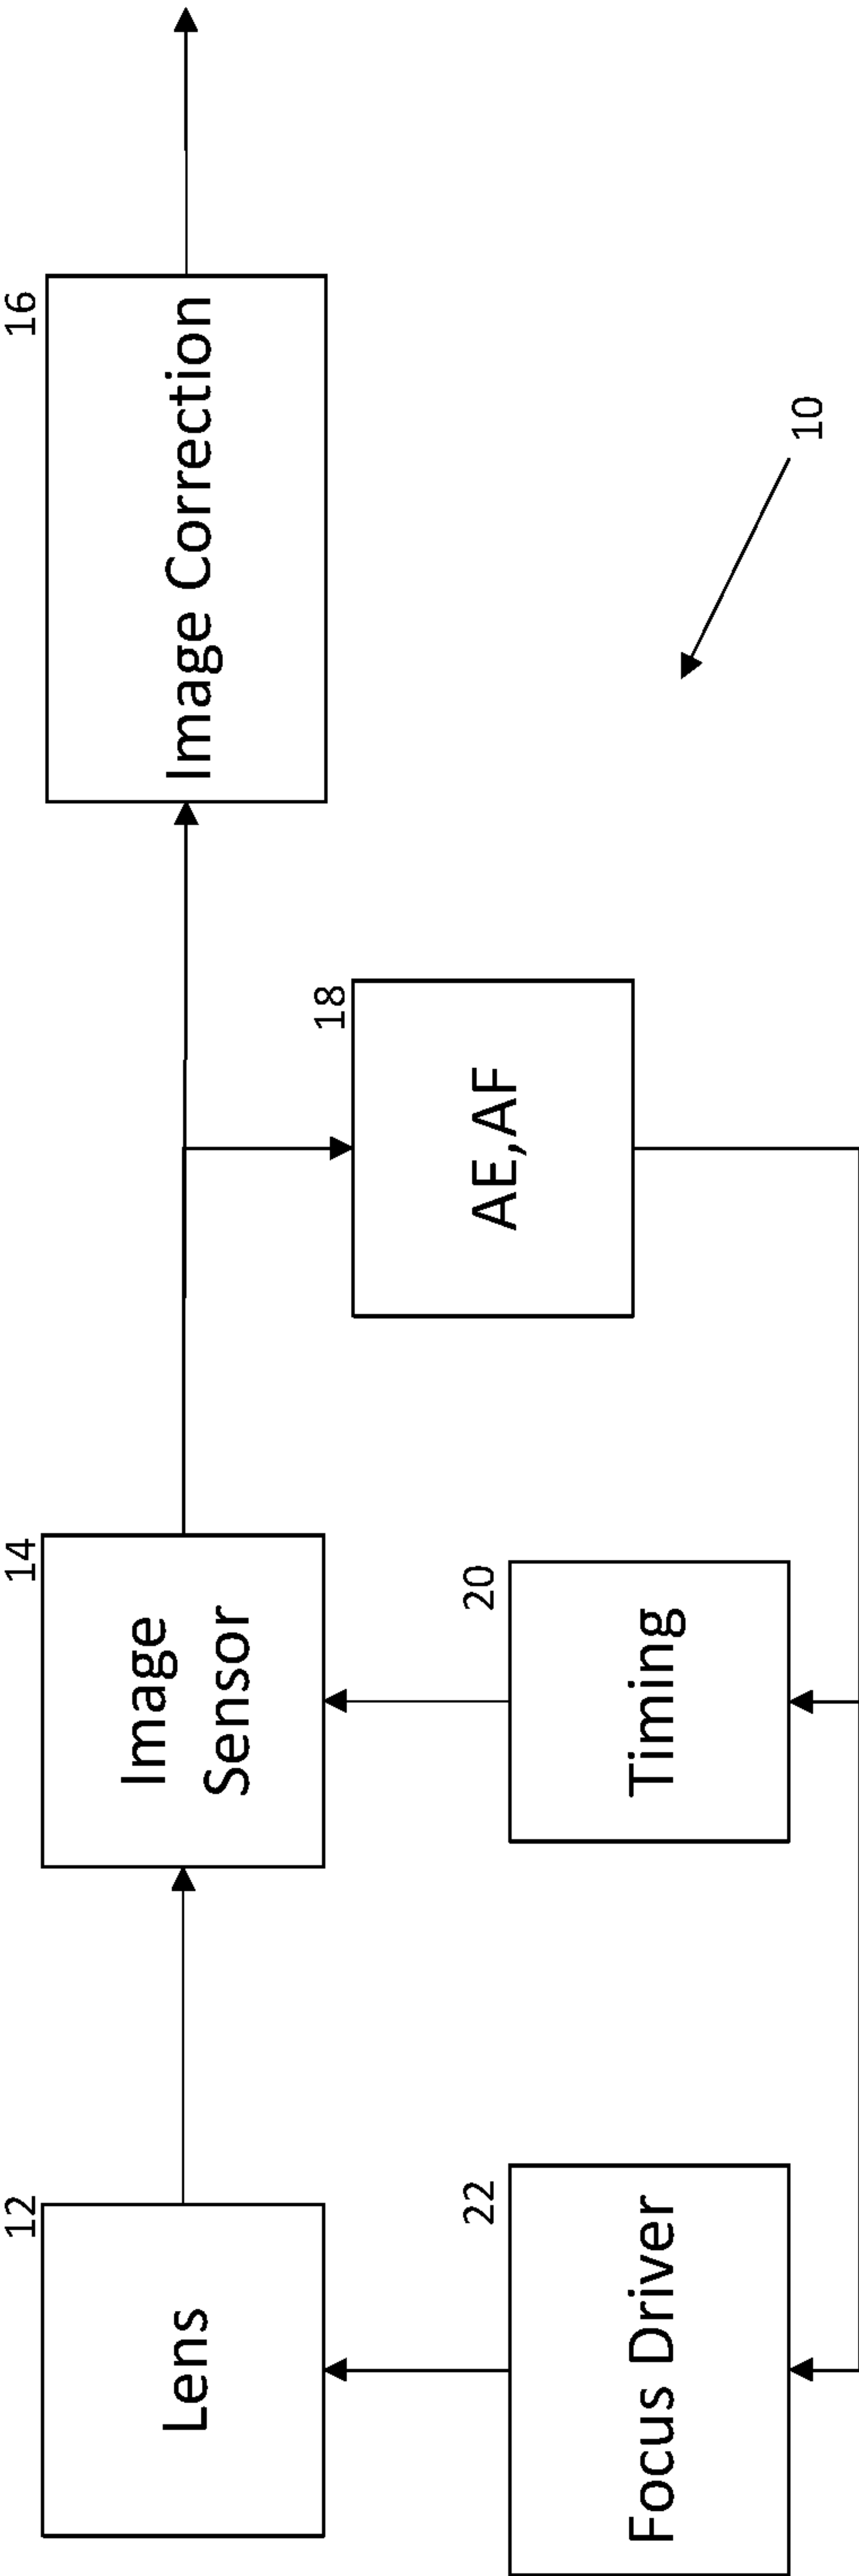 12
Lens
14
Image
Sensor
16
Image Correction
22
Focus Driver
20
Timing
18
AE,AF
10